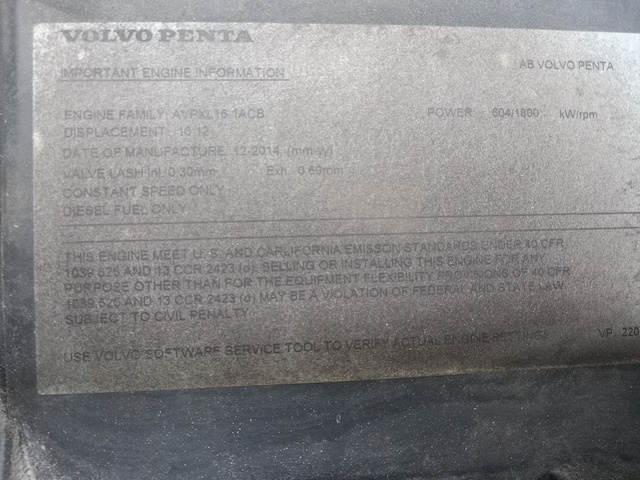 VOLVO PENTA
AB VOLVO PENTA
IMPORTANT ENGINE INFORMATION
ENGINE FAMILY: AVPXL16.1ACB
POWER: 604/1800 kW/rpm
DISPLACEMENT: 16.12
DATE OF MANUFACTURE: 12-2014, (mm-yy)
VALVE LASH Inl. 0.30mm Exh. 0.60mm
CONSTANT SPEED ONLY
DIESEL FUEL ONLY
THIS ENGINE MEET U. S. AND CARLIFORNIA EMISSON STANDARDS UNDER 40 CFR
1039.625 AND 13 CCR 2423 (d). SELLING OR INSTALLING THIS ENGINE FOR ANY
PURPOSE OTHER THAN FOR THE EQUIPMENT FLEXIBILITY PROVISIONS OF 40 CFR
1039.625 AND 13 CCR 2423 (d) MAY BE A VIOLATION OF FEDERAL AND STATE LAW
SUBJECT TO CIVIL PENALTY
USE VOLVO SOFTWARE SERVICE TOOL TO VERIFY ACTUAL ENGINE SETTINGS.
VP 220